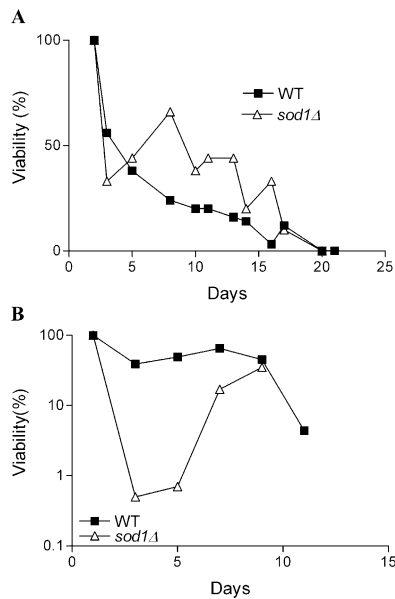 A
100
50
0
Viability (%)
WT
sod1Δ
0 5 10 15 20 25
Days
B
100
10
1
0.1
Viability(%)
WT
sod1Δ
0 5 10 15
Days